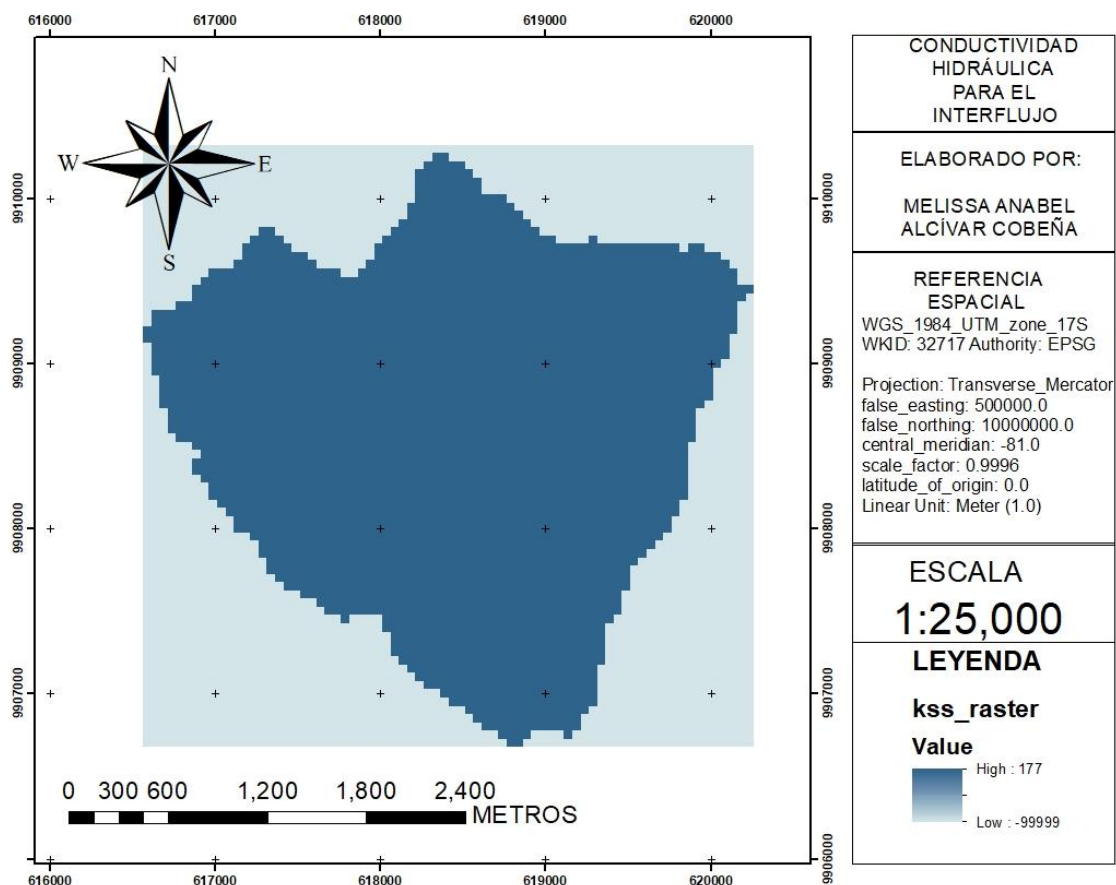 616000 617000 618000 619000 620000
N
W E
S
9910000 9910000
9909000 9909000
9908000 9908000
9907000 9907000
9906000
0 300 600 1,200 1,800 2,400
METROS
616000 617000 618000 619000 620000
CONDUCTIVIDAD
HIDRÁULICA
PARA EL
INTERFLUJO
ELABORADO POR:
MELISSA ANABEL
ALCÍVAR COBEÑA
REFERENCIA
ESPACIAL
WGS_1984_UTM_zone_17S
WKID: 32717 Authority: EPSG
Projection: Transverse_Mercator
false_easting: 500000.0
false_northing: 10000000.0
central_meridian: -81.0
scale_factor: 0.9996
latitude_of_origin: 0.0
Linear Unit: Meter (1.0)
ESCALA
1:25,000
LEYENDA
kss_raster
Value
High : 177
Low : -99999